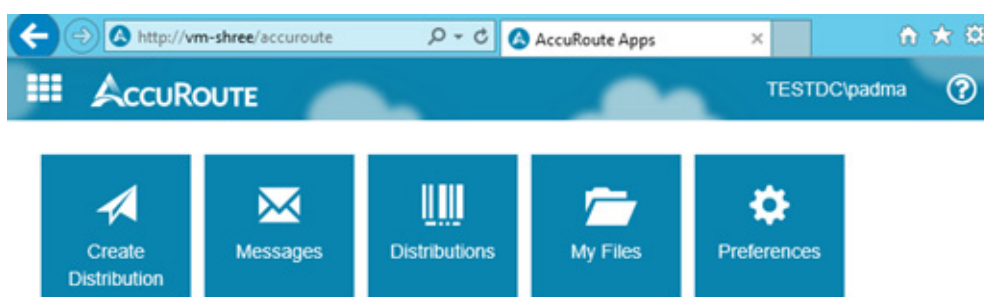 http://vm-shree/accuroute
AccuRoute Apps
ACCUROUTE
TESTDC\padma
?
Create
Distribution
Messages
Distributions
My Files
Preferences